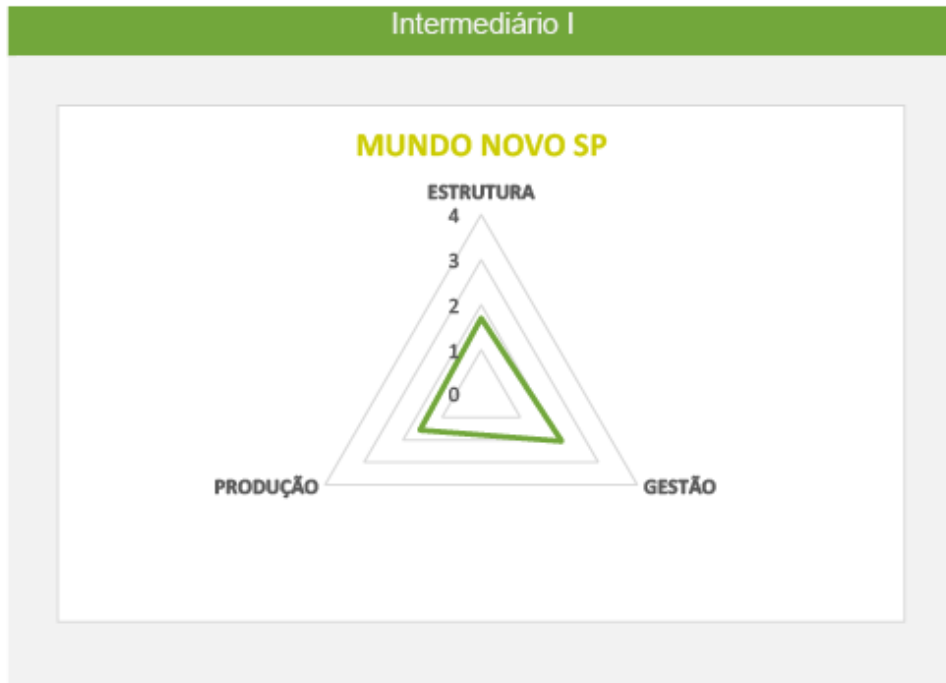 Intermediário I
MUNDO NOVO SP
ESTRUTURA
4
3
2
1
0
PRODUÇÃO
GESTÃO